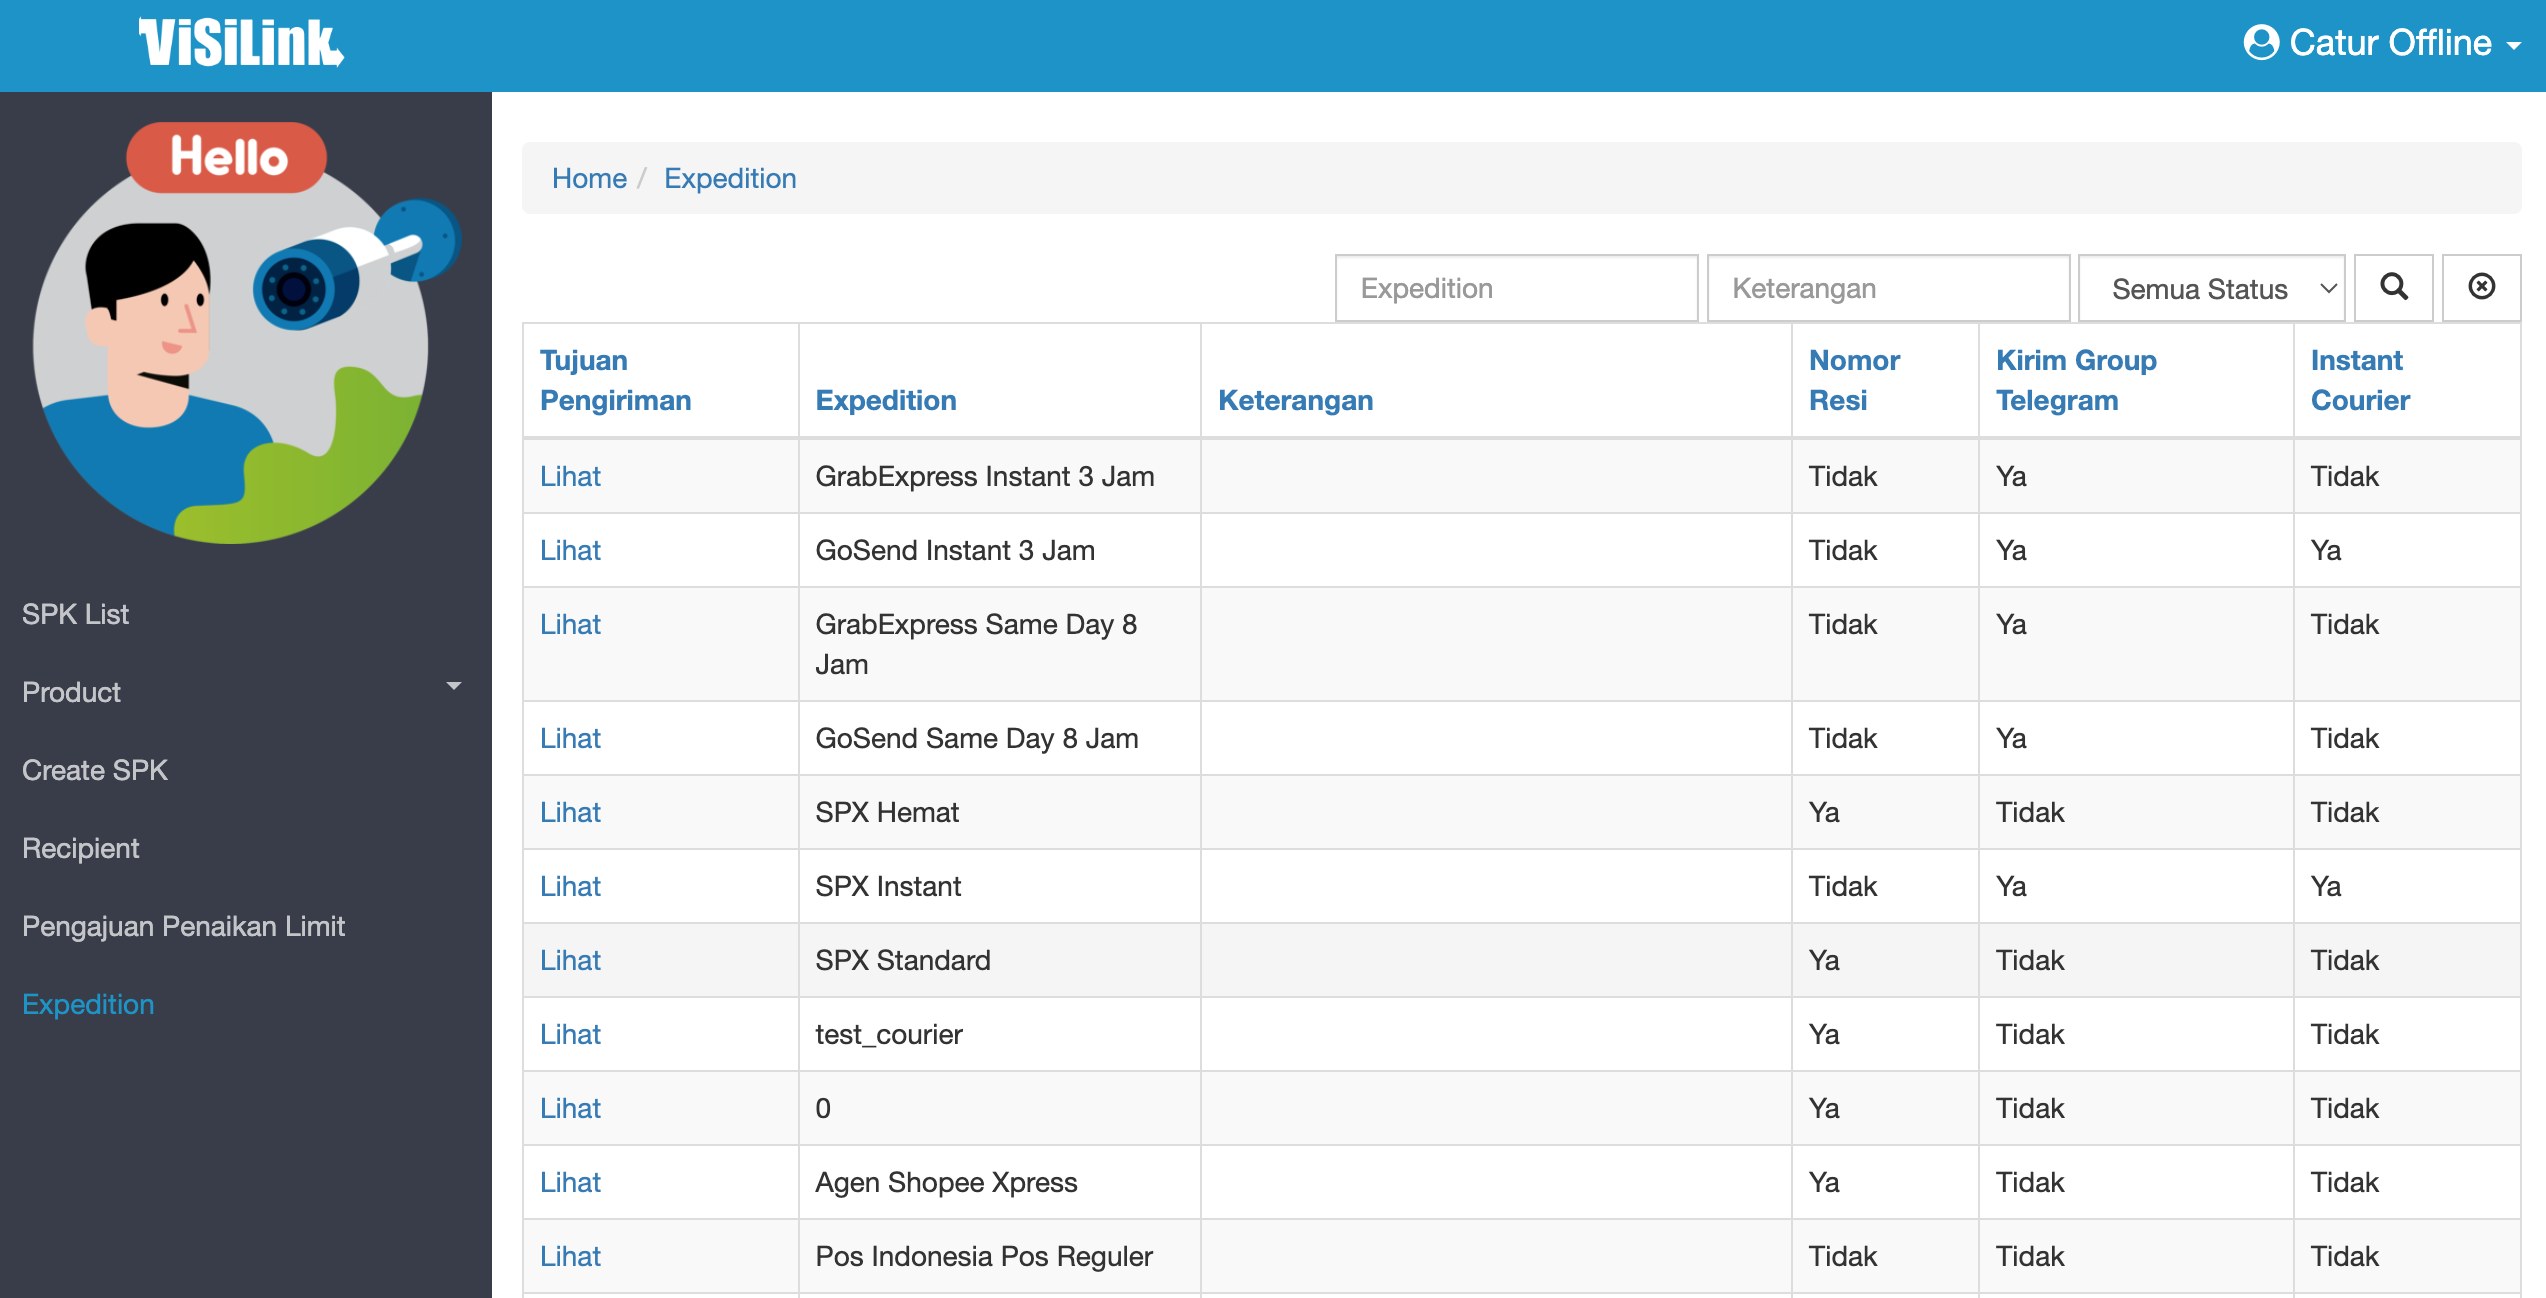 ViSiLink
Catur Offline
Hello
SPK List
Product
Create SPK
Recipient
Pengajuan Penaikan Limit
Expedition
Home / Expedition
Expedition Keterangan Semua Status
Tujuan Pengiriman Expedition Keterangan Nomor Resi Kirim Group Telegram Instant Courier
Lihat GrabExpress Instant 3 Jam Tidak Ya Tidak
Lihat GoSend Instant 3 Jam Tidak Ya Ya
Lihat GrabExpress Same Day 8 Jam Tidak Ya Tidak
Lihat GoSend Same Day 8 Jam Tidak Ya Tidak
Lihat SPX Hemat Ya Tidak Tidak
Lihat SPX Instant Tidak Ya Ya
Lihat SPX Standard Ya Tidak Tidak
Lihat test_courier Ya Tidak Tidak
Lihat 0 Ya Tidak Tidak
Lihat Agen Shopee Xpress Ya Tidak Tidak
Lihat Pos Indonesia Pos Reguler Tidak Tidak Tidak